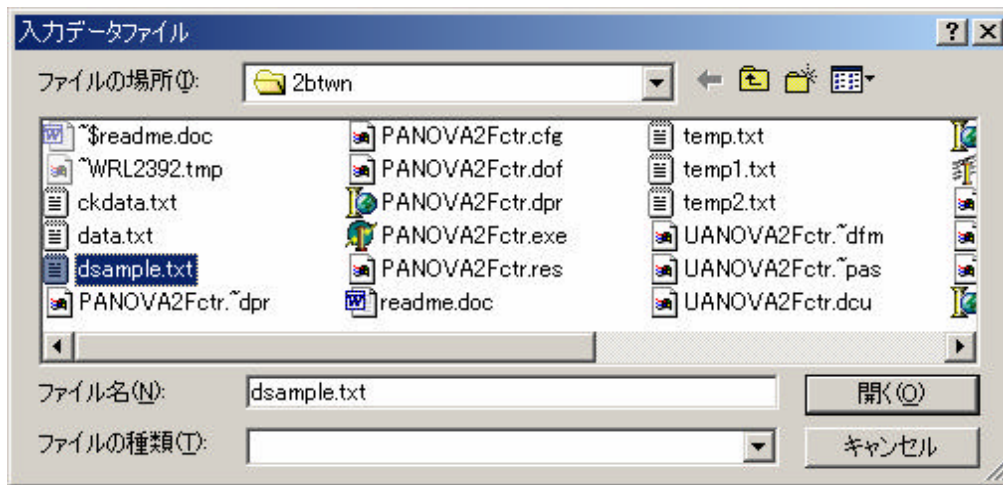 入力データファイル
ファイルの場所(I):
2btwn
~$readme.doc
~WRL2392.tmp
ckdata.txt
data.txt
dsample.txt
PANOVA2Fctr.~dpr
PANOVA2Fctr.cfg
PANOVA2Fctr.dof
PANOVA2Fctr.dpr
PANOVA2Fctr.exe
PANOVA2Fctr.res
readme.doc
temp.txt
temp1.txt
temp2.txt
UANOVA2Fctr.~dfm
UANOVA2Fctr.~pas
UANOVA2Fctr.dcu
ファイル名(N):
dsample.txt
開く(O)
ファイルの種類(T):
キャンセル